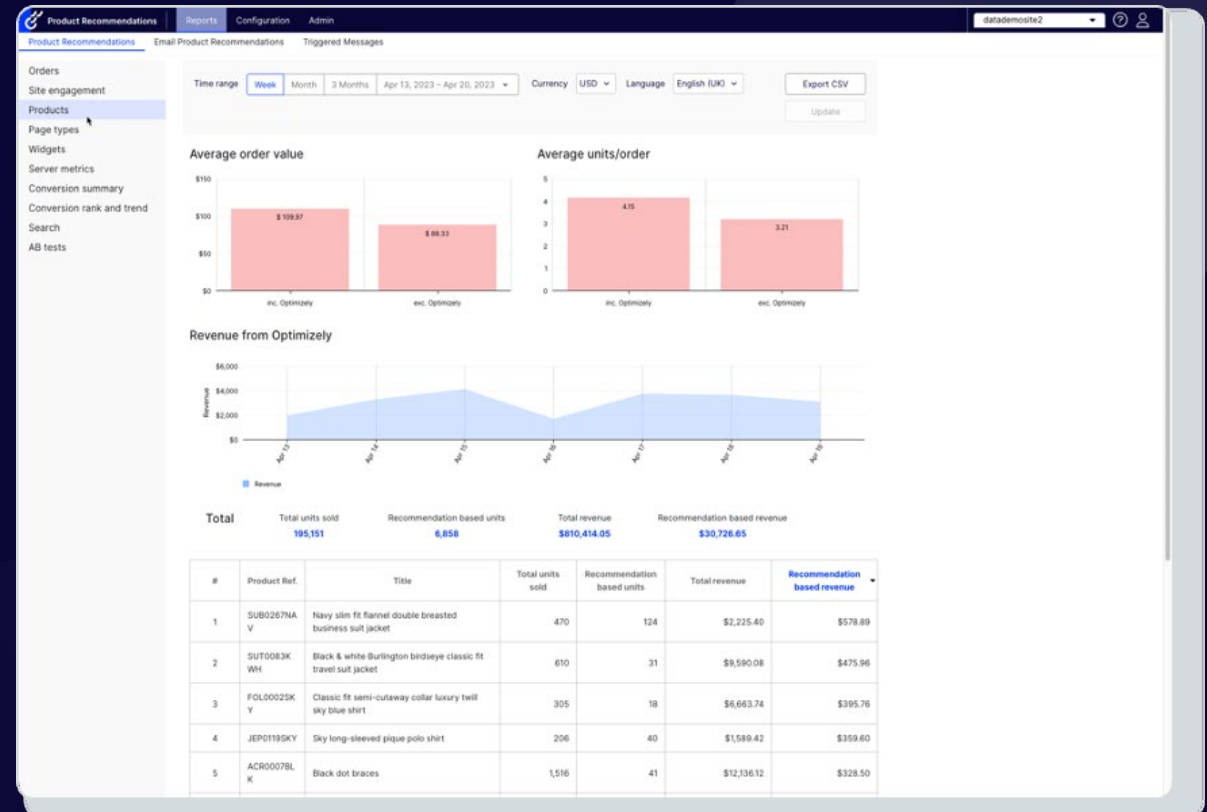 Product Recommendations Reports Configuration Admin datademosite2
Product Recommendations Email Product Recommendations Triggered Messages
Orders
Site engagement
Products
Page types
Widgets
Server metrics
Conversion summary
Conversion rank and trend
Search
AB tests
Time range Week Month 3 Months Apr 13, 2023 – Apr 20, 2023 Currency USD Language English (UK) Export CSV
Update
Average order value
$150
$100
$50
$0
$ 109.97
$ 88.33
inc. Optimizely exc. Optimizely
Average units/order
5
4
3
2
1
0
4.15
3.21
inc. Optimizely exc. Optimizely
Revenue from Optimizely
Revenue
$6,000
$4,000
$2,000
$0
Apr 13 Apr 14 Apr 15 Apr 16 Apr 17 Apr 18 Apr 19
Revenue
Total
Total units sold Recommendation based units Total revenue Recommendation based revenue
195,151 6,858 $810,414.05 $30,726.65
# Product Ref. Title Total units sold Recommendation based units Total revenue Recommendation based revenue
1 SUB0267NAV Navy slim fit flannel double breasted business suit jacket 470 124 $2,225.40 $578.89
2 SUT0083KWH Black & white Burlington birdseye classic fit travel suit jacket 610 31 $9,590.08 $475.96
3 FOL0002SKY Classic fit semi-cutaway collar luxury twill sky blue shirt 305 18 $6,663.74 $395.76
4 JEP0119SKY Sky long-sleeved pique polo shirt 206 40 $1,589.42 $359.60
5 ACR0007BLK Black dot braces 1,516 41 $12,136.12 $328.50